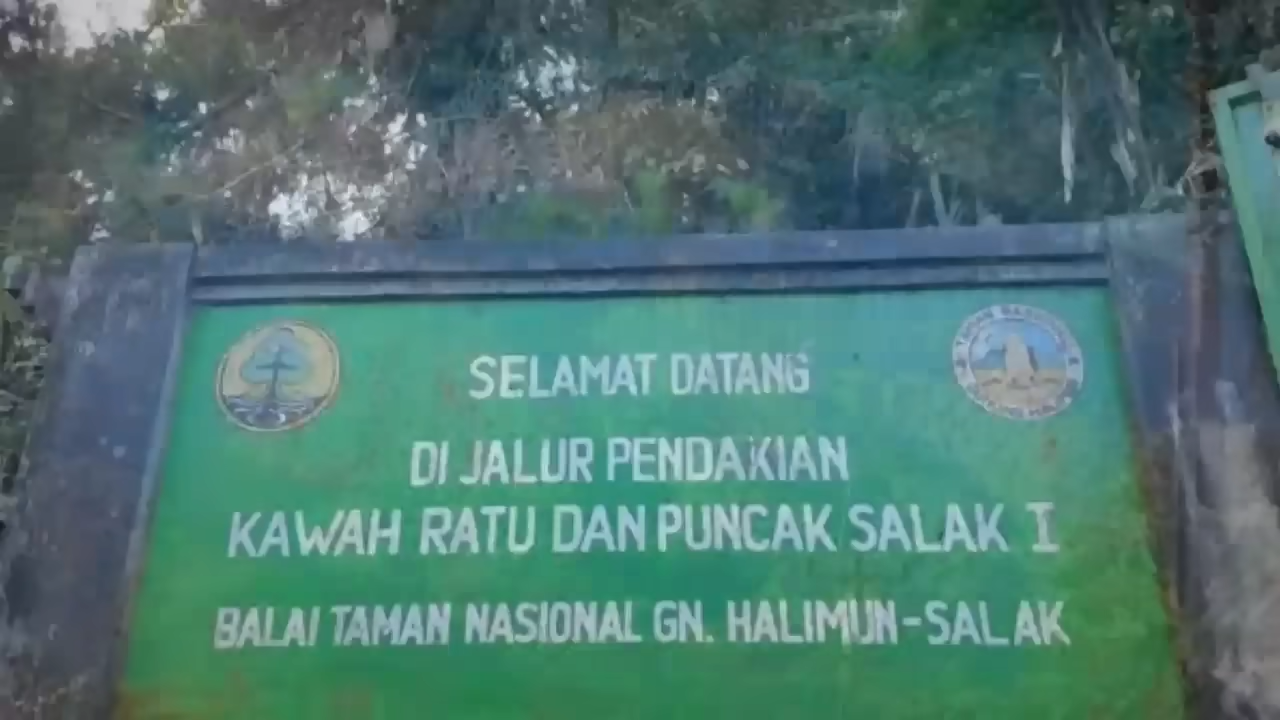 SELAMAT DATANG
DI JALUR PENDAKIAN
KAWAH RATU DAN PUNCAK SALAK I
BALAI TAMAN NASIONAL GN. HALIMUN-SALAK